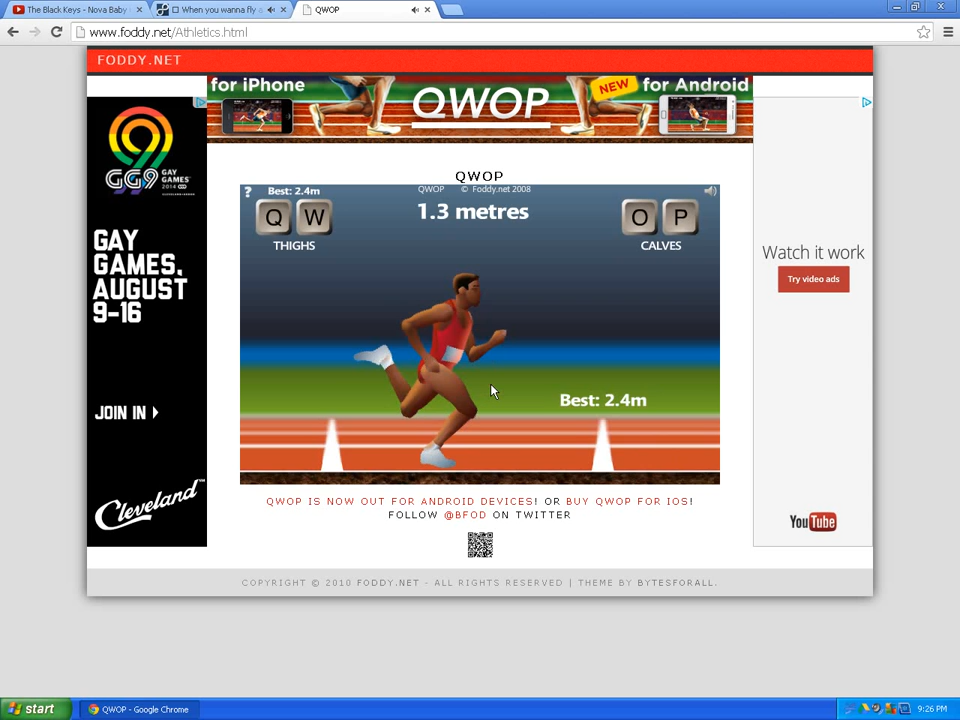 The Black Keys - Nova Baby
When you wanna fly
QWOP
www.foddy.net/Athletics.html
FODDY.NET
for iPhone
QWOP
NEW
for Android
GG9
GAY GAMES
2014
GAY
GAMES,
AUGUST
9-16
JOIN IN
Cleveland
QWOP
? Best: 2.4m
QWOP © Foddy.net 2008
1.3 metres
Q W
O P
THIGHS
CALVES
Best: 2.4m
Watch it work
Try video ads
YouTube
QWOP IS NOW OUT FOR ANDROID DEVICES! OR BUY QWOP FOR IOS!
FOLLOW @BFOD ON TWITTER
COPYRIGHT © 2010 FODDY.NET - ALL RIGHTS RESERVED | THEME BY BYTESFORALL.
start
QWOP - Google Chrome
9:26 PM